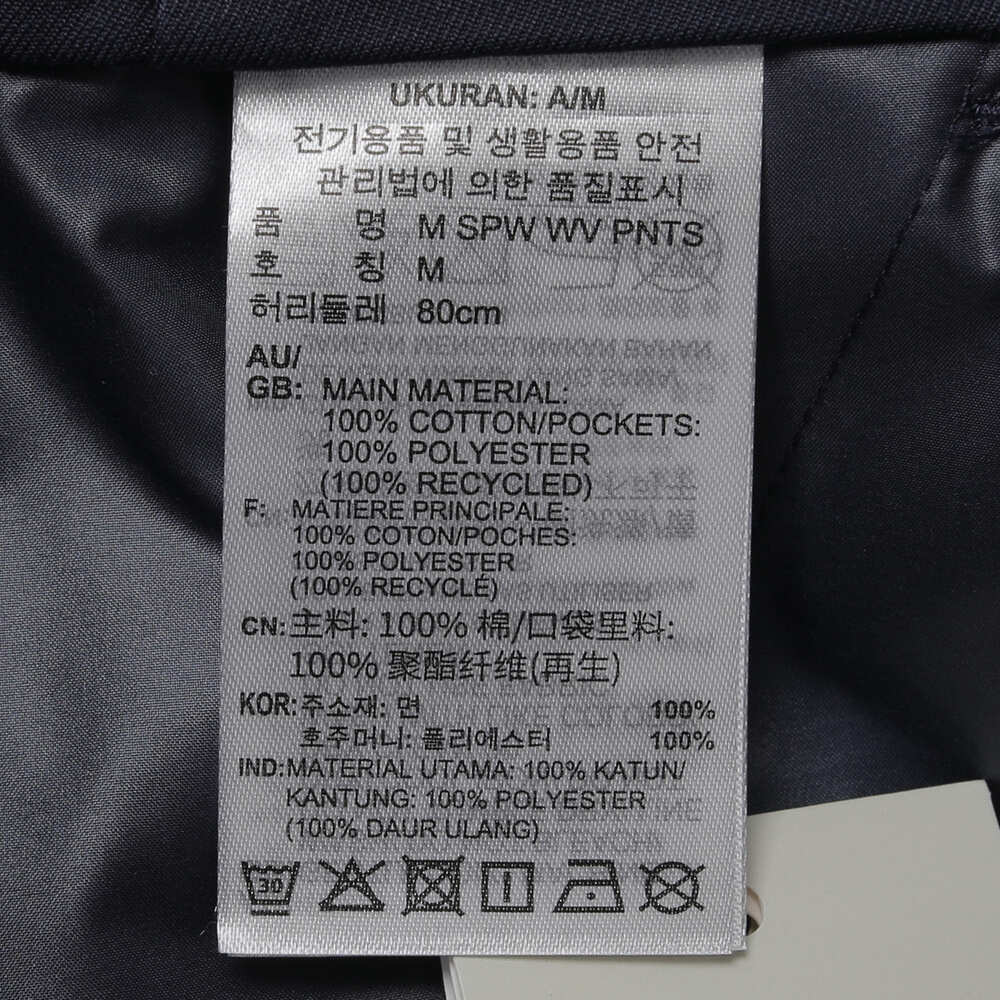 UKURAN: A/M
전기용품 및 생활용품 안전
관리법에 의한 품질표시
품 명 M SPW WV PNTS
호 칭 M
허리둘레 80cm
AU/
GB: MAIN MATERIAL:
100% COTTON/POCKETS:
100% POLYESTER
(100% RECYCLED)
F: MATIERE PRINCIPALE:
100% COTON/POCHES:
100% POLYESTER
(100% RECYCLÉ)
CN: 主料: 100% 棉/口袋里料:
100% 聚酯纤维(再生)
KOR: 주소재: 면 100%
호주머니: 폴리에스터 100%
IND: MATERIAL UTAMA: 100% KATUN/
KANTUNG: 100% POLYESTER
(100% DAUR ULANG)
30